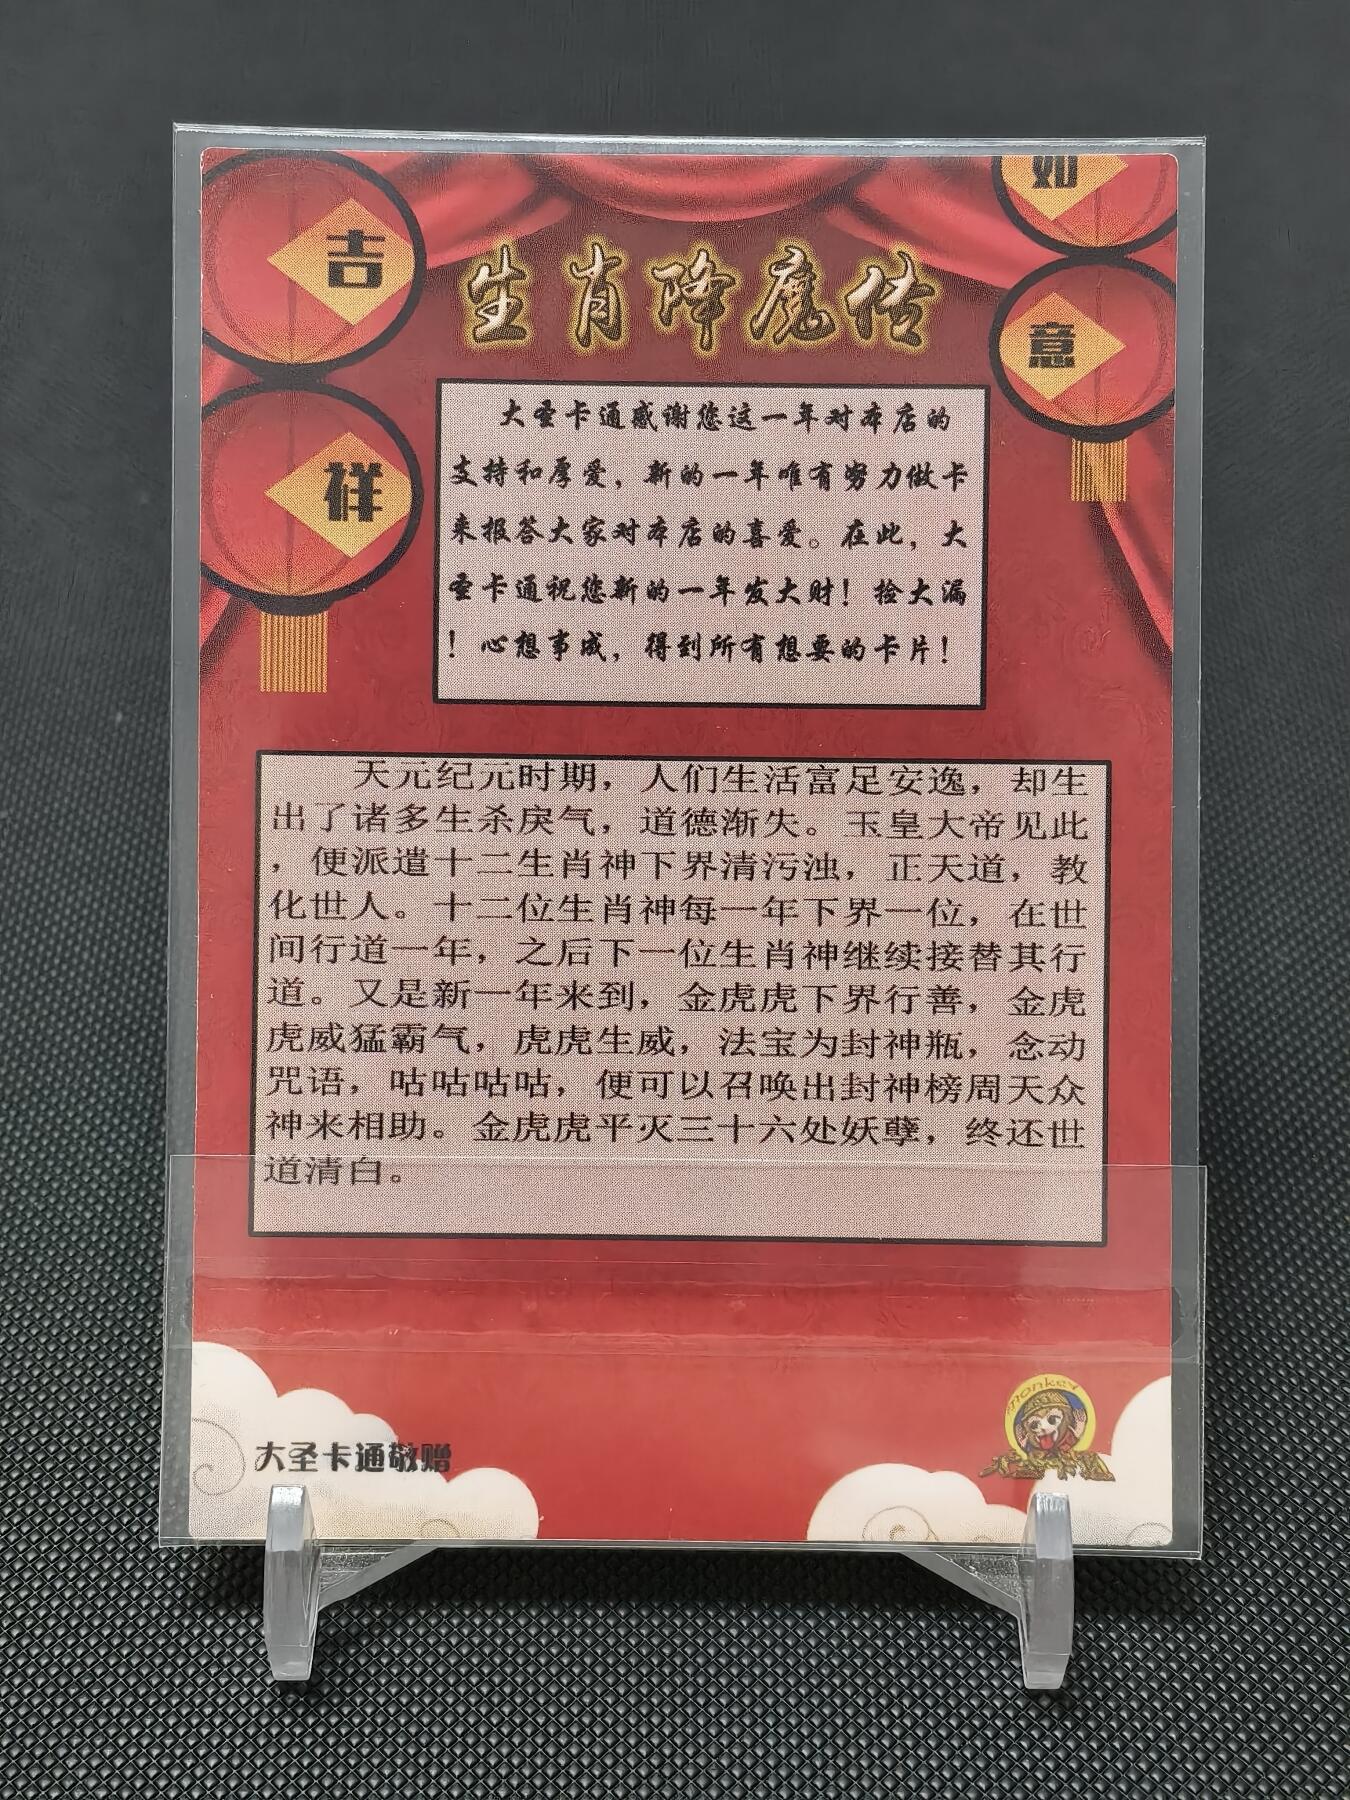 吉
祥
如
意
生肖降魔传
大圣卡通感谢您这一年对本店的
支持和厚爱，新的一年唯有努力做卡
来报答大家对本店的喜爱。在此，大
圣卡通祝您新的一年发大财！捡大漏
！心想事成，得到所有想要的卡片！
天元纪元时期，人们生活富足安逸，却生
出了诸多生杀戾气，道德渐失。玉皇大帝见此
，便派遣十二生肖神下界清污浊，正天道，教
化世人。十二位生肖神每一年下界一位，在世
间行道一年，之后下一位生肖神继续接替其行
道。又是新一年来到，金虎虎下界行善，金虎
虎威猛霸气，虎虎生威，法宝为封神瓶，念动
咒语，咕咕咕咕，便可以召唤出封神榜周天众
神来相助。金虎虎平灭三十六处妖孽，终还世
道清白。
大圣卡通敬赠
monkey
大圣卡通